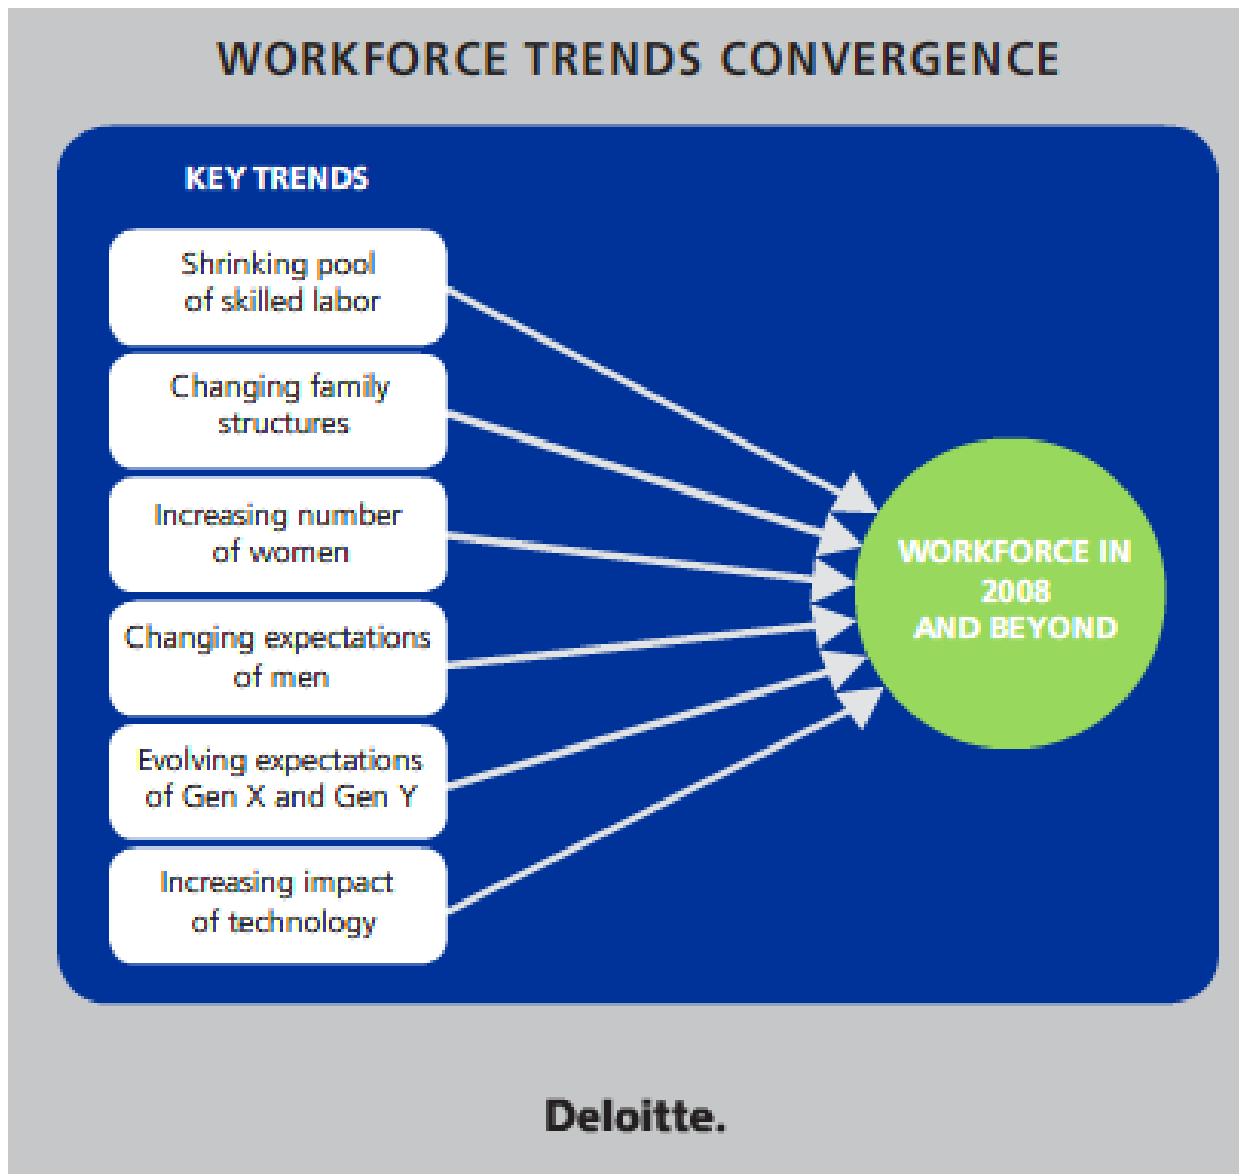 WORKFORCE TRENDS CONVERGENCE
KEY TRENDS
Shrinking pool
of skilled labor
Changing family
structures
Increasing number
of women
Changing expectations
of men
Evolving expectations
of Gen X and Gen Y
Increasing impact
of technology
WORKFORCE IN
2008
AND BEYOND
Deloitte.